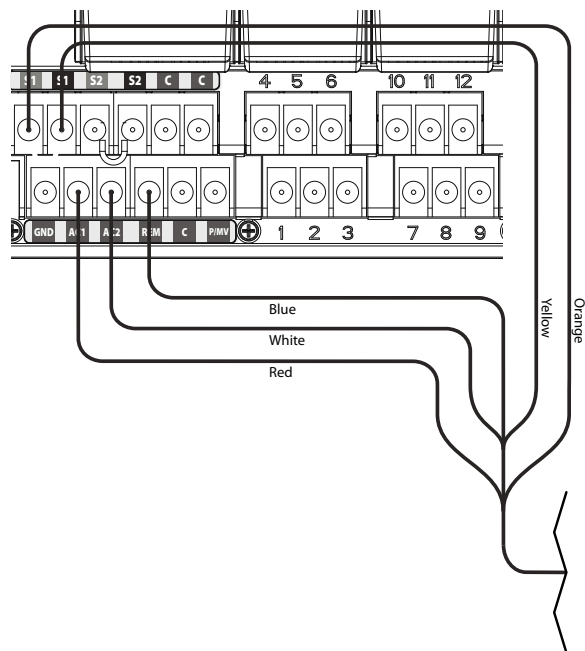 S1 S1 S2 S2 C C 4 5 6 10 11 12
GND AC1 AC2 REM C P/MV 1 2 3 7 8 9
Blue
White
Red
Yellow
Orange